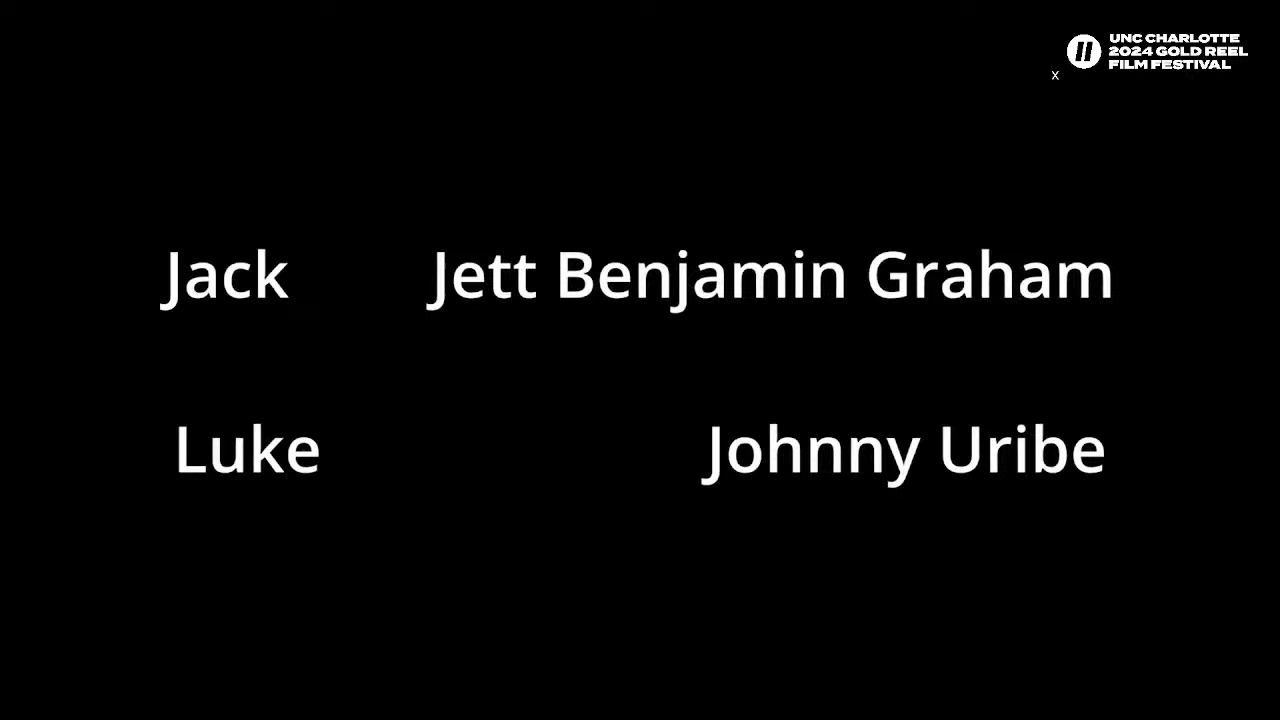 UNC CHARLOTTE
2024 GOLD REEL
FILM FESTIVAL
x
Jack Jett Benjamin Graham
Luke Johnny Uribe